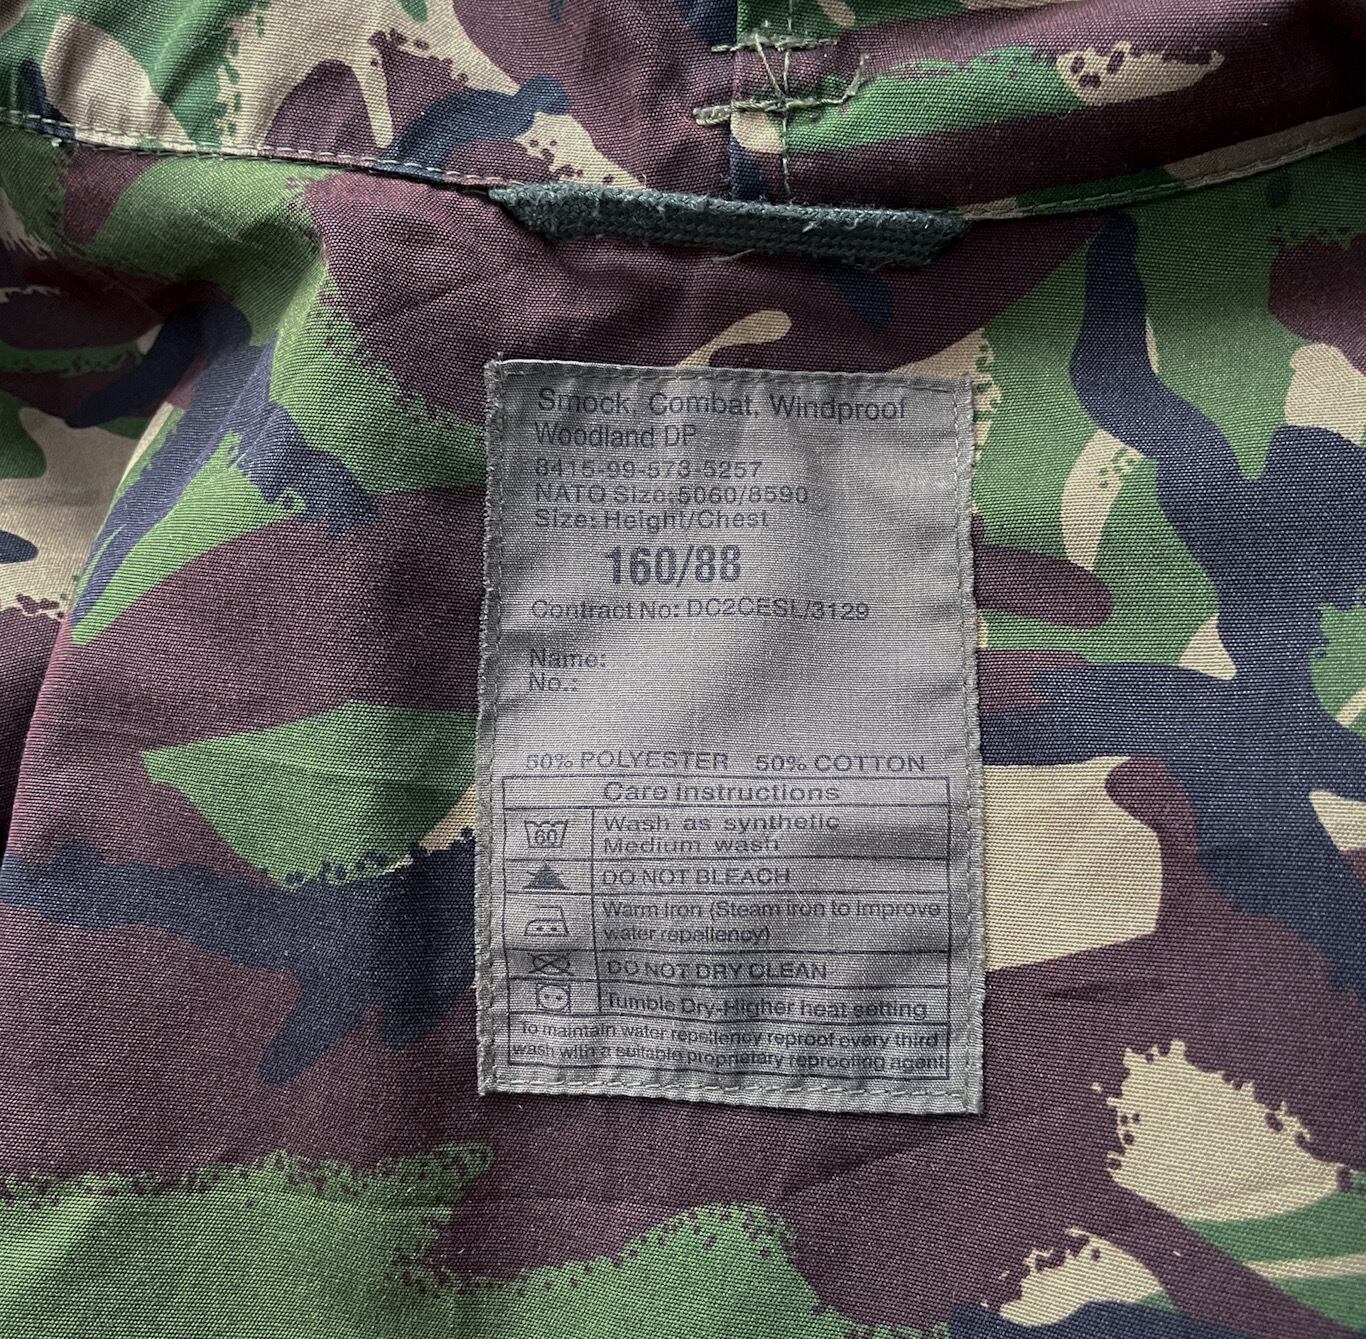 Smock, Combat, Windproof
Woodland DP
8415-99-573-5257
NATO Size: 5060/8590
Size: Height/Chest
160/88
Contract No: DC2CESL/3129
Name:
No.:
50% POLYESTER 50% COTTON
Care instructions
60 Wash as synthetic
Medium wash
DO NOT BLEACH
Warm iron (Steam iron to improve
water repellency)
DO NOT DRY CLEAN
Tumble Dry-Higher heat setting
To maintain water repellency reproof every third
wash with a suitable proprietary reproofing agent